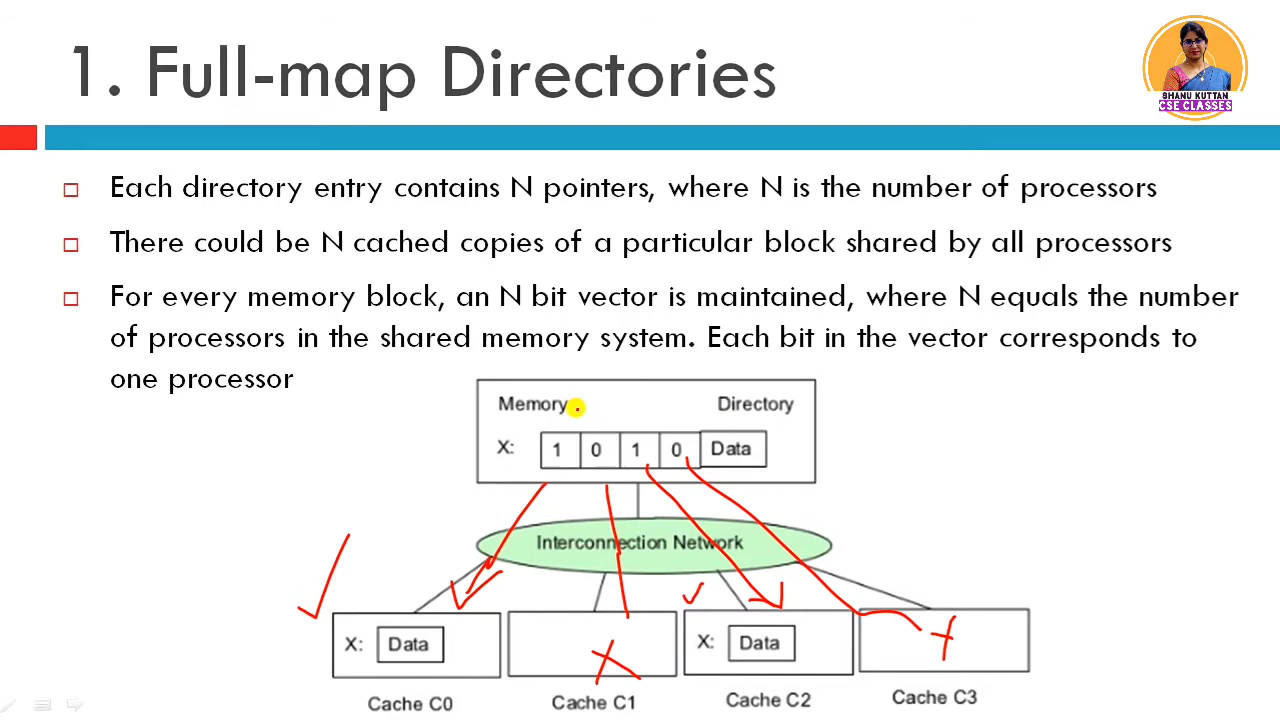 1. Full-map Directories
SHANU KUTTAN
CSE CLASSES
Each directory entry contains N pointers, where N is the number of processors
There could be N cached copies of a particular block shared by all processors
For every memory block, an N bit vector is maintained, where N equals the number
of processors in the shared memory system. Each bit in the vector corresponds to
one processor
Memory Directory
X: 1 0 1 0 Data
Interconnection Network
X: Data X: Data
Cache C0 Cache C1 Cache C2 Cache C3